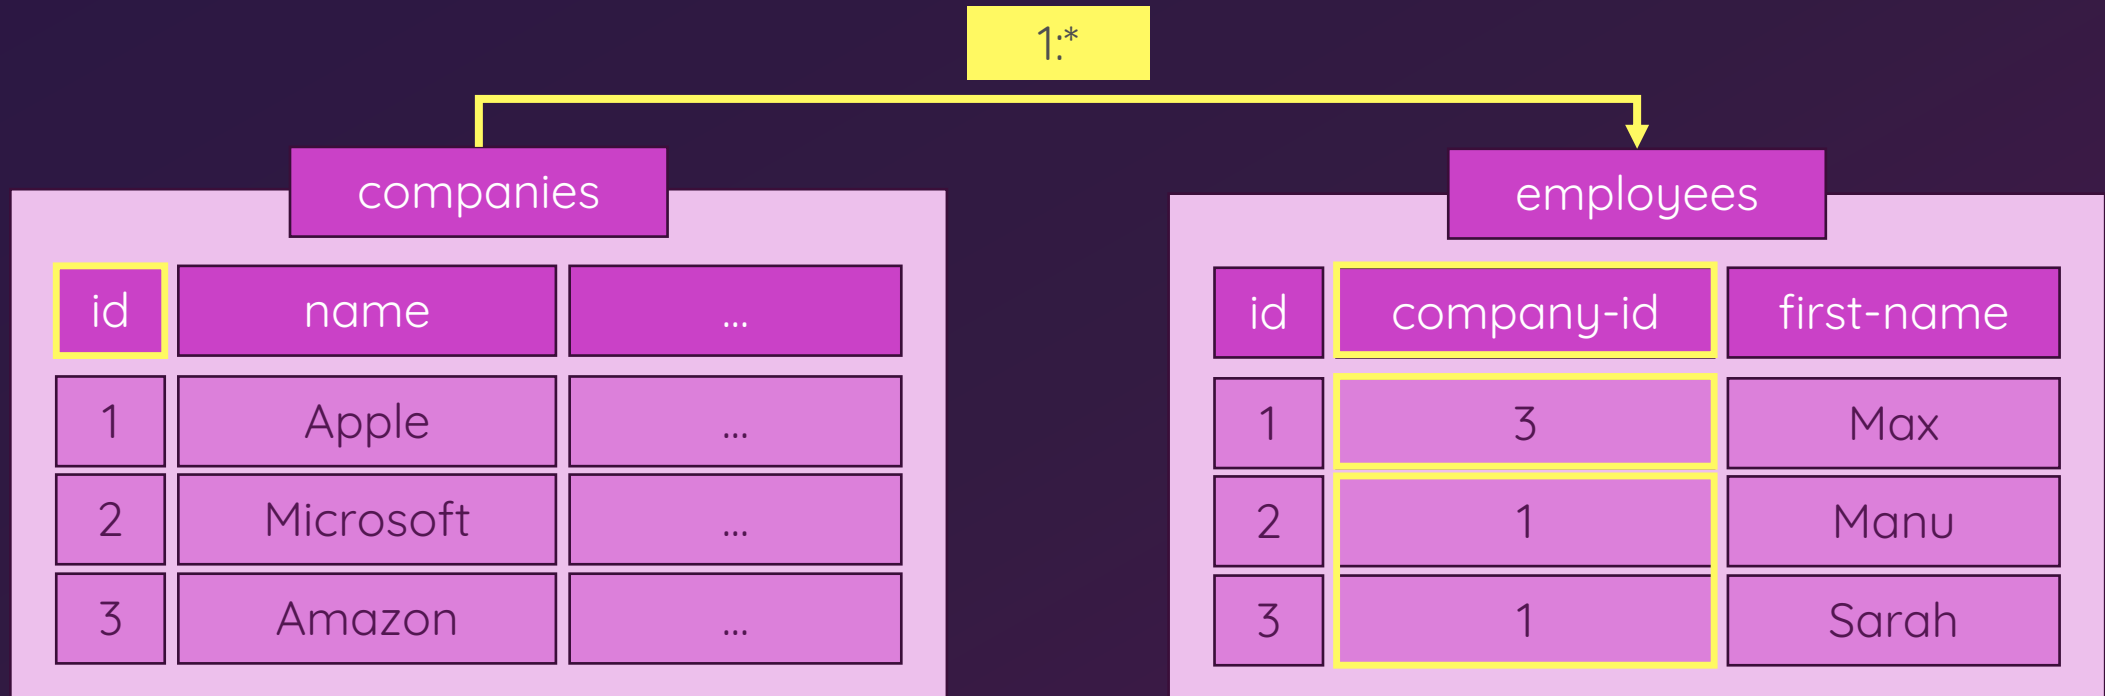 1:*
companies
id name ...
1 Apple ...
2 Microsoft ...
3 Amazon ...
employees
id company-id first-name
1 3 Max
2 1 Manu
3 1 Sarah